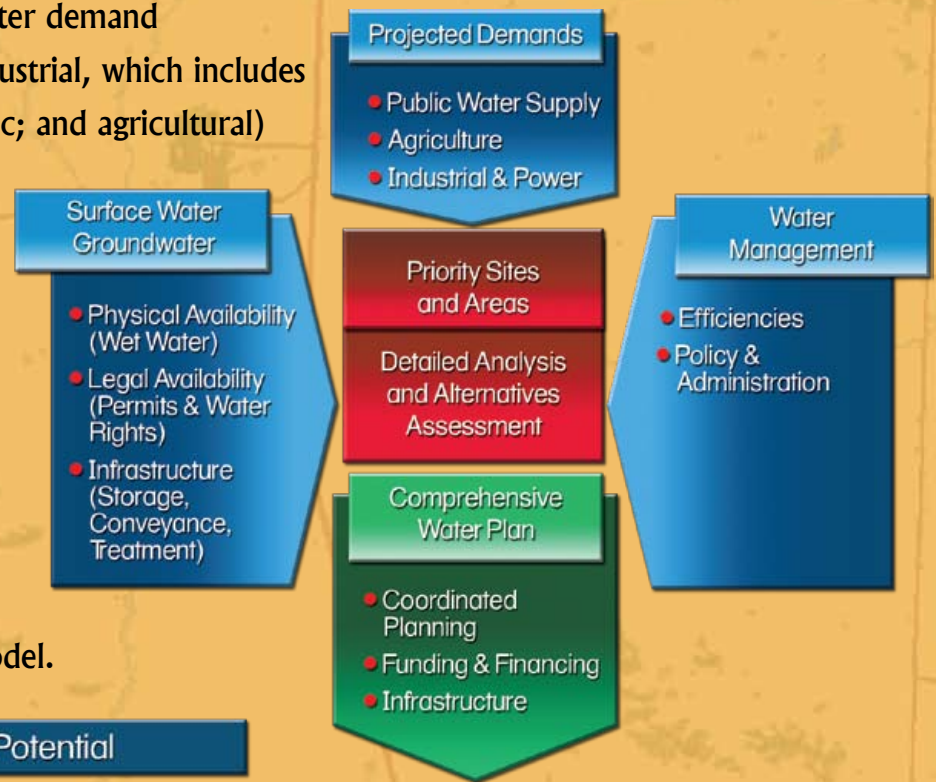 ter demand
ustrial, which includes
c; and agricultural)
Projected Demands
• Public Water Supply
• Agriculture
• Industrial & Power
Surface Water
Groundwater
• Physical Availability
(Wet Water)
• Legal Availability
(Permits & Water
Rights)
• Infrastructure
(Storage,
Conveyance,
Treatment)
Priority Sites
and Areas
Detailed Analysis
and Alternatives
Assessment
Water
Management
• Efficiencies
• Policy &
Administration
Comprehensive
Water Plan
• Coordinated
Planning
• Funding & Financing
• Infrastructure
odel.
Potential